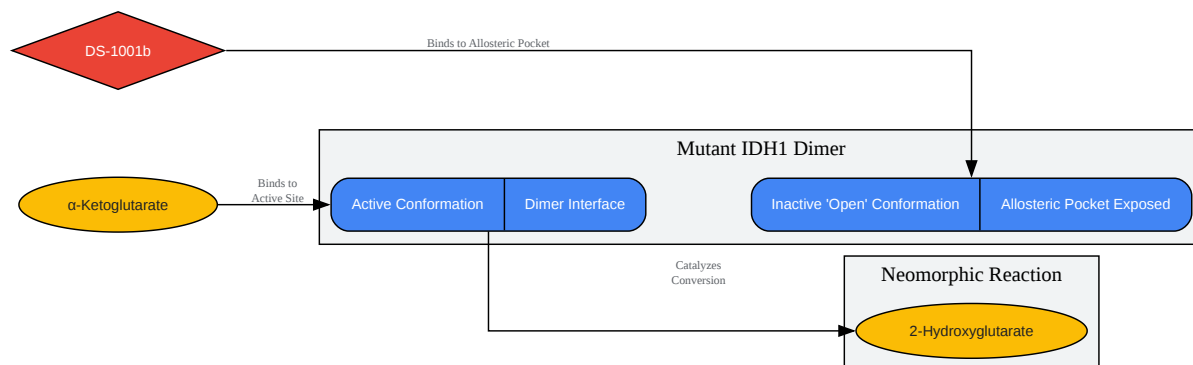 DS-1001b
Binds to Allosteric Pocket
Mutant IDH1 Dimer
α-Ketoglutarate
Binds to
Active Site
Active Conformation
Dimer Interface
Inactive 'Open' Conformation
Allosteric Pocket Exposed
Catalyzes
Conversion
Neomorphic Reaction
2-Hydroxyglutarate